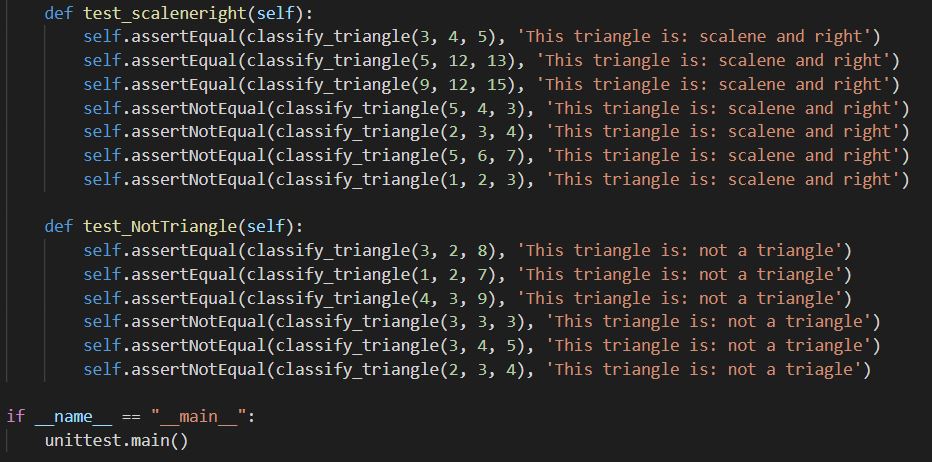 def test_scaleneright(self):
self.assertEqual(classify_triangle(3, 4, 5), 'This triangle is: scalene and right')
self.assertEqual(classify_triangle(5, 12, 13), 'This triangle is: scalene and right')
self.assertEqual(classify_triangle(9, 12, 15), 'This triangle is: scalene and right')
self.assertNotEqual(classify_triangle(5, 4, 3), 'This triangle is: scalene and right')
self.assertNotEqual(classify_triangle(2, 3, 4), 'This triangle is: scalene and right')
self.assertNotEqual(classify_triangle(5, 6, 7), 'This triangle is: scalene and right')
self.assertNotEqual(classify_triangle(1, 2, 3), 'This triangle is: scalene and right')
def test_NotTriangle(self):
self.assertEqual(classify_triangle(3, 2, 8), 'This triangle is: not a triangle')
self.assertEqual(classify_triangle(1, 2, 7), 'This triangle is: not a triangle')
self.assertEqual(classify_triangle(4, 3, 9), 'This triangle is: not a triangle')
self.assertNotEqual(classify_triangle(3, 3, 3), 'This triangle is: not a triangle')
self.assertNotEqual(classify_triangle(3, 4, 5), 'This triangle is: not a triangle')
self.assertNotEqual(classify_triangle(2, 3, 4), 'This triangle is: not a triagle')
if __name__ == "__main__":
unittest.main()